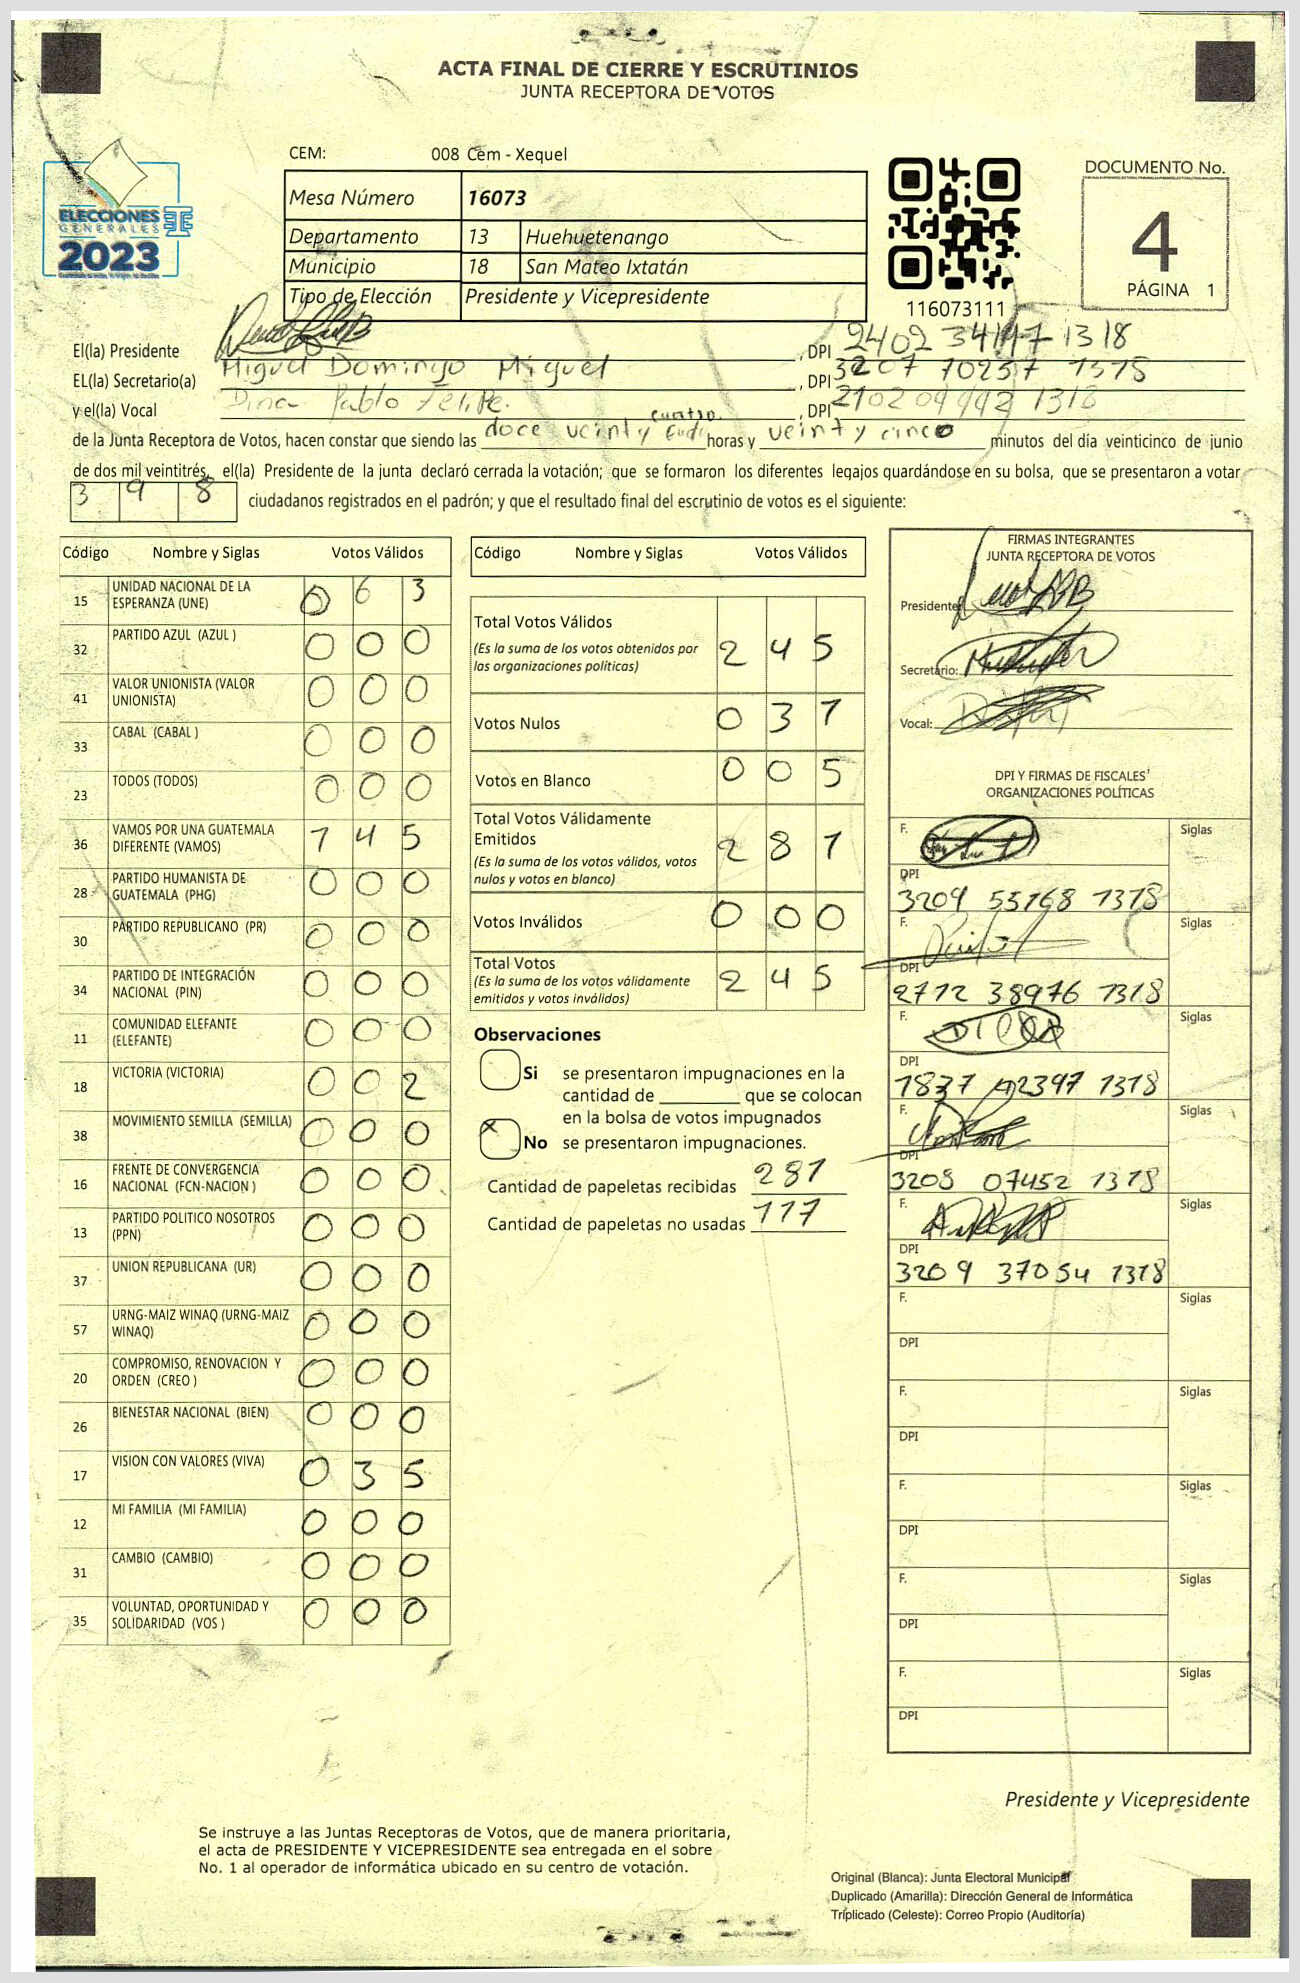 ACTA FINAL DE CIERRE Y ESCRUTINIOS
JUNTA RECEPTORA DE VOTOS
ELECCIONES
GENERALES
2023
CEM: 008 Cem - Xequel
Mesa Número 16073
Departamento 13 Huehuetenango
Municipio 18 San Mateo Ixtatán
Tipo de Elección Presidente y Vicepresidente
116073111
DOCUMENTO No.
4
PÁGINA 1
El(la) Presidente , DPI 2402 34147 1318
EL(la) Secretario(a) Miguel Domingo Miguel , DPI 3207 70257 1318
y el(la) Vocal Dina Pablo Felipe. , DPI 2102 1318
de la Junta Receptora de Votos, hacen constar que siendo las doce veinty cuatro horas y veinty cinco minutos del día veinticinco de junio
de dos mil veintitrés, el(la) Presidente de la junta declaró cerrada la votación; que se formaron los diferentes legajos guardándose en su bolsa, que se presentaron a votar
3 9 8 ciudadanos registrados en el padrón; y que el resultado final del escrutinio de votos es el siguiente:
Código Nombre y Siglas Votos Válidos
15 UNIDAD NACIONAL DE LA ESPERANZA (UNE) 0 6 3
32 PARTIDO AZUL (AZUL ) 0 0 0
41 VALOR UNIONISTA (VALOR UNIONISTA) 0 0 0
33 CABAL (CABAL ) 0 0 0
23 TODOS (TODOS) 0 0 0
36 VAMOS POR UNA GUATEMALA DIFERENTE (VAMOS) 1 4 5
28 PARTIDO HUMANISTA DE GUATEMALA (PHG) 0 0 0
30 PARTIDO REPUBLICANO (PR) 0 0 0
34 PARTIDO DE INTEGRACIÓN NACIONAL (PIN) 0 0 0
11 COMUNIDAD ELEFANTE (ELEFANTE) 0 0 0
18 VICTORIA (VICTORIA) 0 0 2
38 MOVIMIENTO SEMILLA (SEMILLA) 0 0 0
16 FRENTE DE CONVERGENCIA NACIONAL (FCN-NACION ) 0 0 0
13 PARTIDO POLITICO NOSOTROS (PPN) 0 0 0
37 UNION REPUBLICANA (UR) 0 0 0
57 URNG-MAIZ WINAQ (URNG-MAIZ WINAQ) 0 0 0
20 COMPROMISO, RENOVACION Y ORDEN (CREO ) 0 0 0
26 BIENESTAR NACIONAL (BIEN) 0 0 0
17 VISION CON VALORES (VIVA) 0 3 5
12 MI FAMILIA (MI FAMILIA) 0 0 0
31 CAMBIO (CAMBIO) 0 0 0
35 VOLUNTAD, OPORTUNIDAD Y SOLIDARIDAD (VOS ) 0 0 0
Código Nombre y Siglas Votos Válidos
Total Votos Válidos 2 4 5
(Es la suma de los votos obtenidos por
las organizaciones políticas)
Votos Nulos 0 3 1
Votos en Blanco 0 0 5
Total Votos Válidamente
Emitidos 2 8 1
(Es la suma de los votos válidos, votos
nulos y votos en blanco)
Votos Inválidos 0 0 0
Total Votos 2 4 5
(Es la suma de los votos válidamente
emitidos y votos inválidos)
Observaciones
Si se presentaron impugnaciones en la
cantidad de ________ que se colocan
en la bolsa de votos impugnados
X No se presentaron impugnaciones.
Cantidad de papeletas recibidas 281
Cantidad de papeletas no usadas 117
FIRMAS INTEGRANTES
JUNTA RECEPTORA DE VOTOS
Presidente:
Secretario:
Vocal:
DPI Y FIRMAS DE FISCALES
ORGANIZACIONES POLÍTICAS
F. Siglas
DPI
3209 55168 1318
F. Siglas
DPI
2712 38976 1318
F. Siglas
DPI
1837 A2397 1318
F. Siglas
DPI
3208 07452 1318
F. Siglas
DPI
3209 37054 1318
F. Siglas
DPI
F. Siglas
DPI
F. Siglas
DPI
F. Siglas
DPI
F. Siglas
DPI
Presidente y Vicepresidente
Se instruye a las Juntas Receptoras de Votos, que de manera prioritaria,
el acta de PRESIDENTE Y VICEPRESIDENTE sea entregada en el sobre
No. 1 al operador de informática ubicado en su centro de votación.
Original (Blanca): Junta Electoral Municipal
Duplicado (Amarilla): Dirección General de Informática
Triplicado (Celeste): Correo Propio (Auditoría)